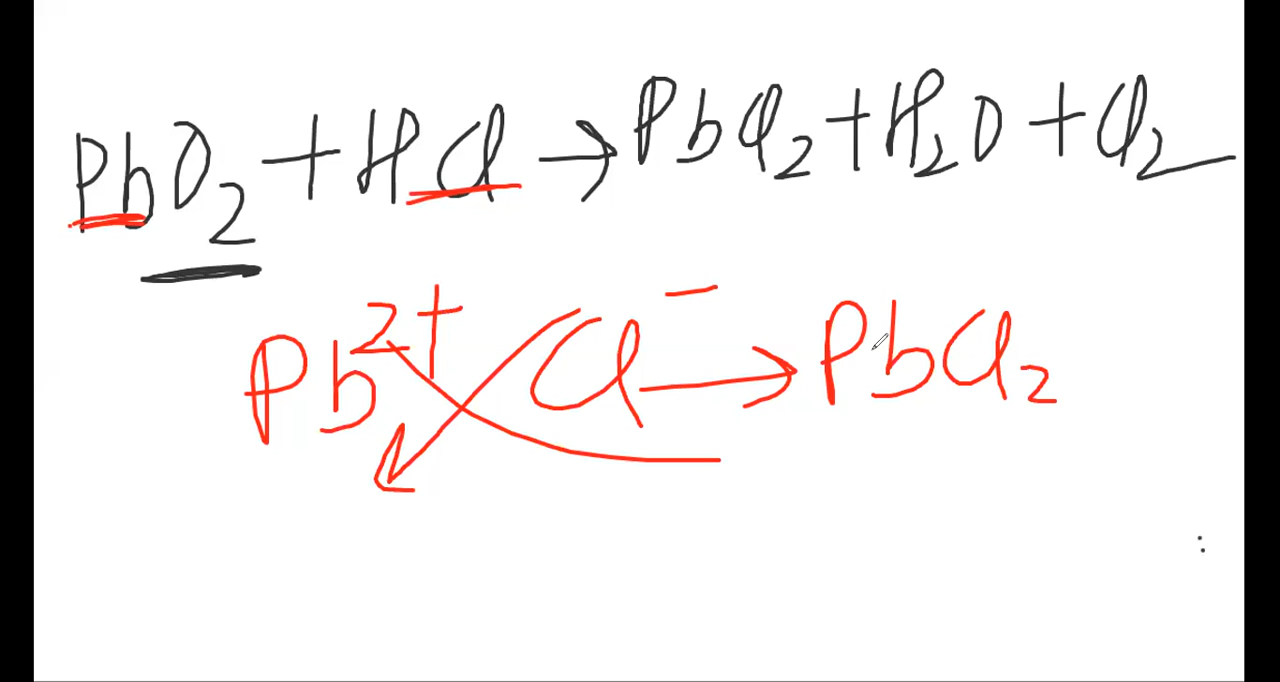 PbO₂ + HCl → PbCl₂ + H₂O + Cl₂
Pb²⁺ Cl⁻ → PbCl₂